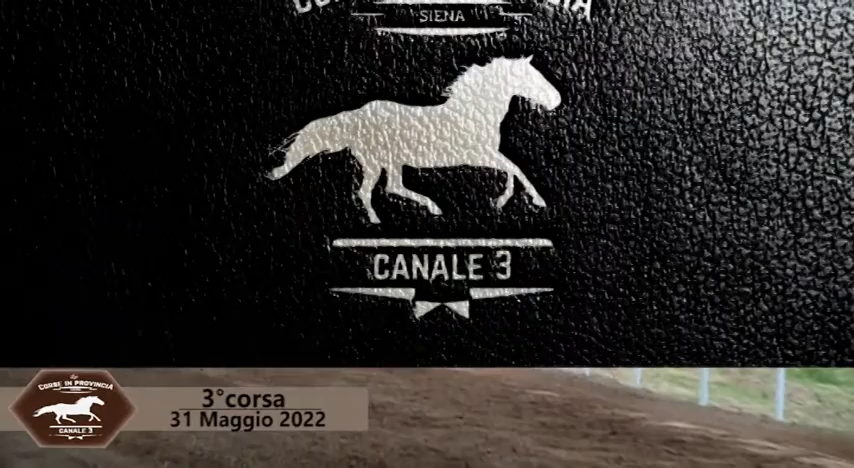 SIENA
CANALE 3
CORSE IN PROVINCIA
CANALE 3
3°corsa
31 Maggio 2022